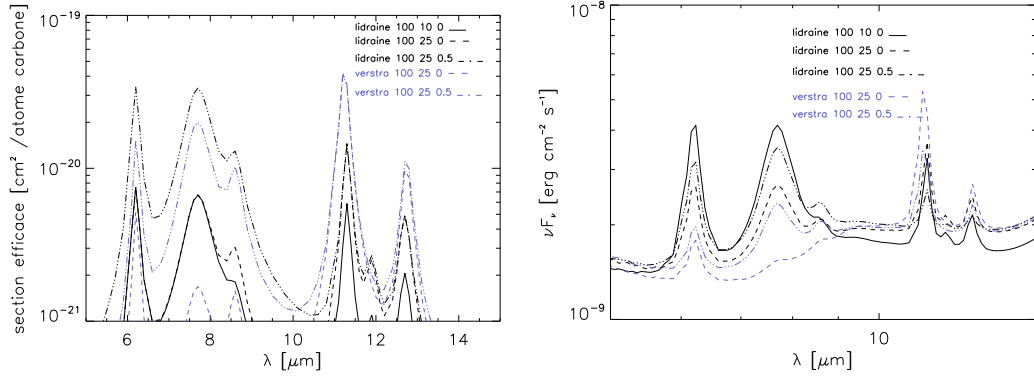 section efficace [cm² /atome carbone]
10⁻¹⁹
10⁻²⁰
10⁻²¹
lidraine 100 10 0
lidraine 100 25 0
lidraine 100 25 0.5
verstra 100 25 0
verstra 100 25 0.5
6 8 10 12 14
λ [μm]
νFν [erg cm⁻² s⁻¹]
10⁻⁸
10⁻⁹
lidraine 100 10 0
lidraine 100 25 0
lidraine 100 25 0.5
verstra 100 25 0
verstra 100 25 0.5
10
λ [μm]